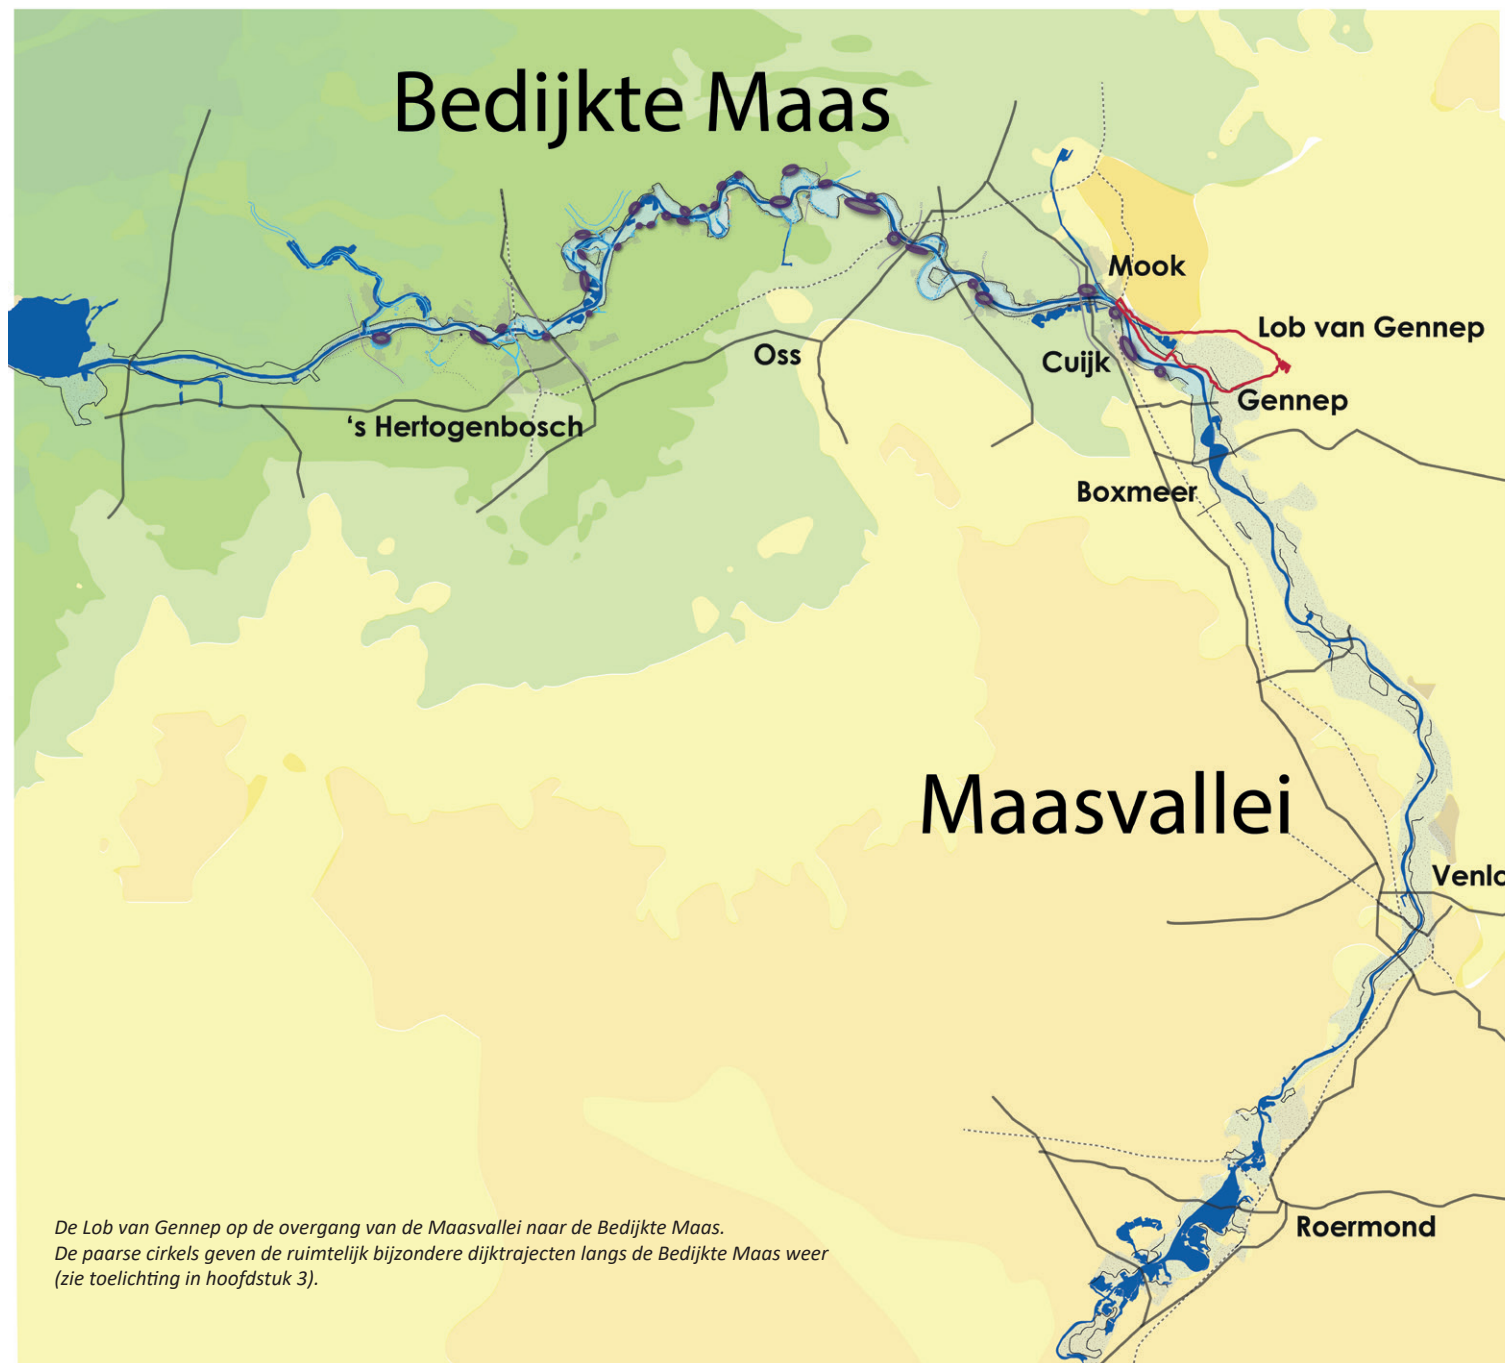 Bedijkte Maas
Mook
Lob van Gennep
Oss
Cuijk
Gennep
‘s Hertogenbosch
Boxmeer
Maasvallei
Venlo
De Lob van Gennep op de overgang van de Maasvallei naar de Bedijkte Maas.
De paarse cirkels geven de ruimtelijk bijzondere dijktrajecten langs de Bedijkte Maas weer
(zie toelichting in hoofdstuk 3).
Roermond